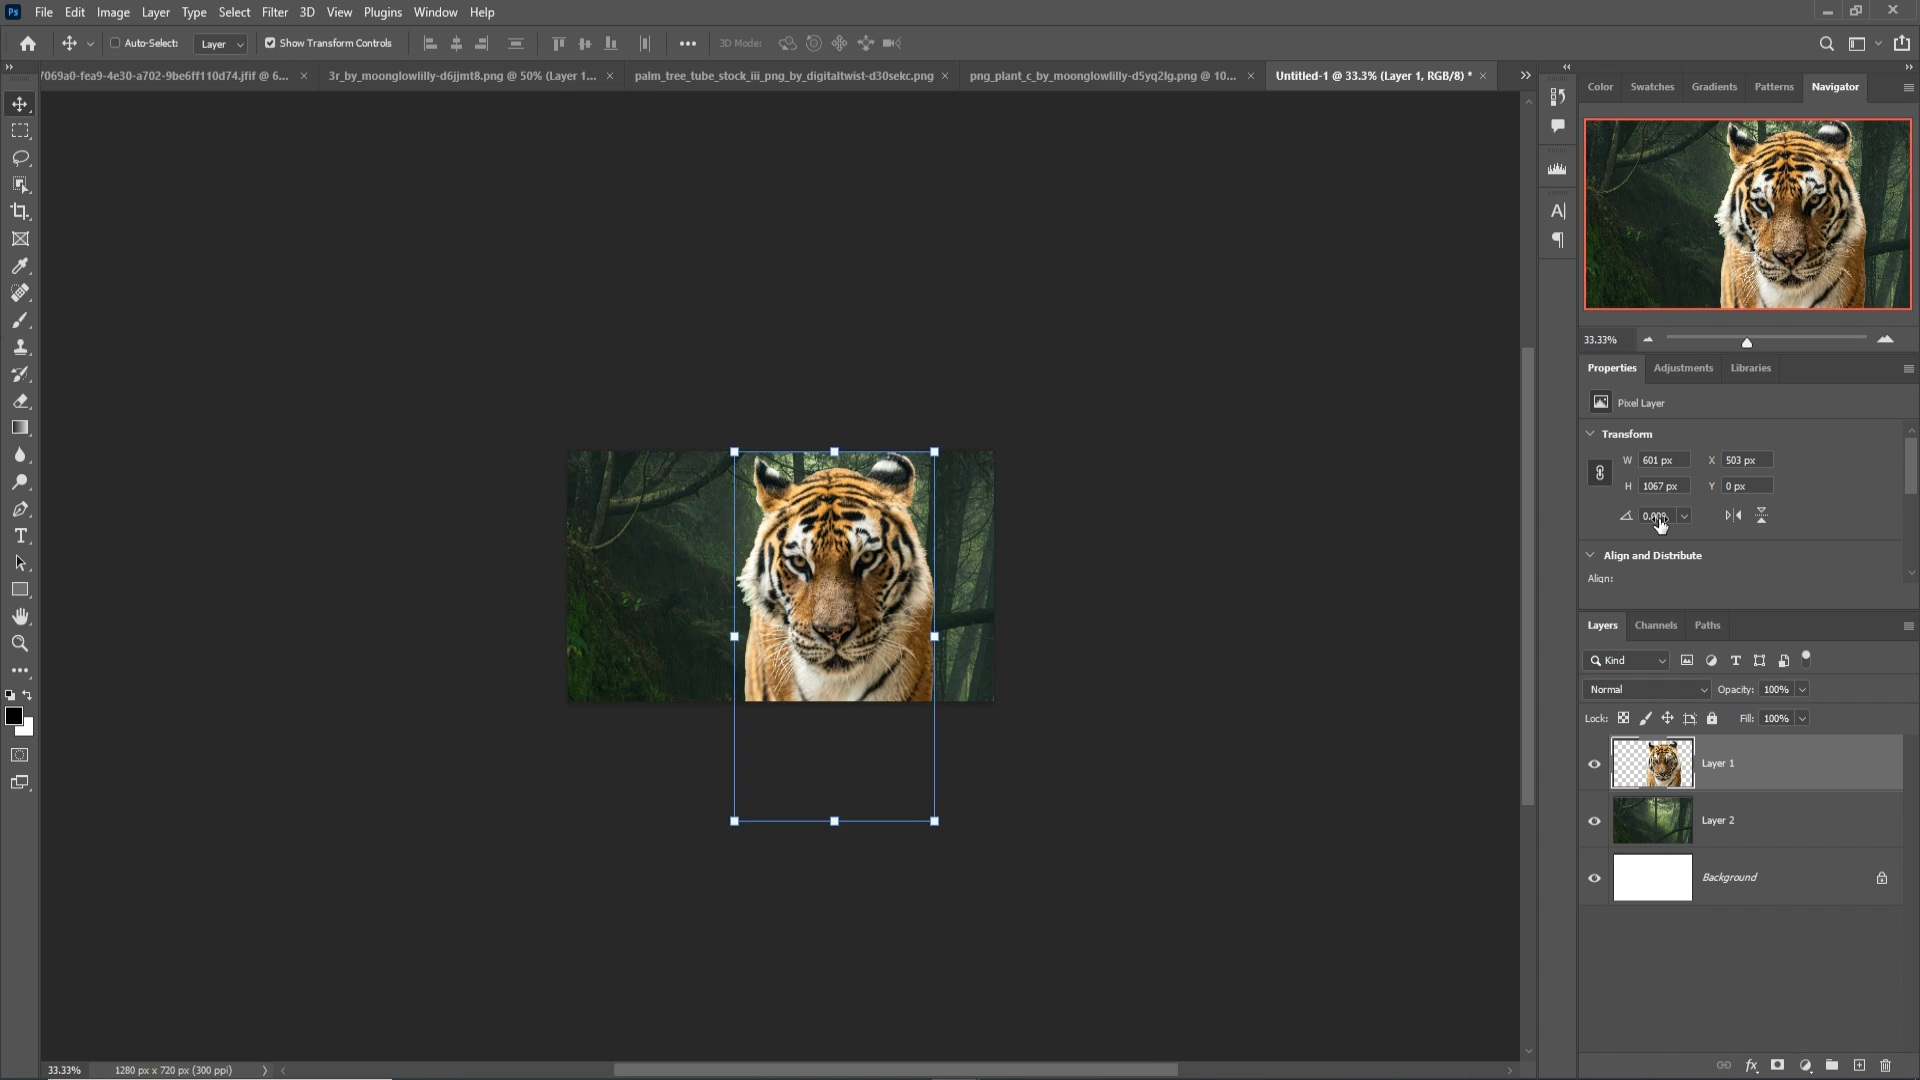 Ps File Edit Image Layer Type Select Filter 3D View Plugins Window Help
Auto-Select: Layer Show Transform Controls 3D Mode:
7069a0-fea9-4e30-a702-9be6ff110d74.jfif @ 6... 3r_by_moonglowlilly-d6jjmt8.png @ 50% (Layer 1... palm_tree_tube_stock_iii_png_by_digitaltwist-d30sekc.png png_plant_c_by_moonglowlilly-d5yq2lg.png @ 10... Untitled-1 @ 33.3% (Layer 1, RGB/8) *
Color Swatches Gradients Patterns Navigator
33.33%
Properties Adjustments Libraries
Pixel Layer
Transform
W 601 px X 503 px
H 1067 px Y 0 px
Align and Distribute
Align:
Layers Channels Paths
Kind
Normal Opacity: 100%
Lock: Fill: 100%
Layer 1
Layer 2
Background
33.33% 1280 px x 720 px (300 ppi)